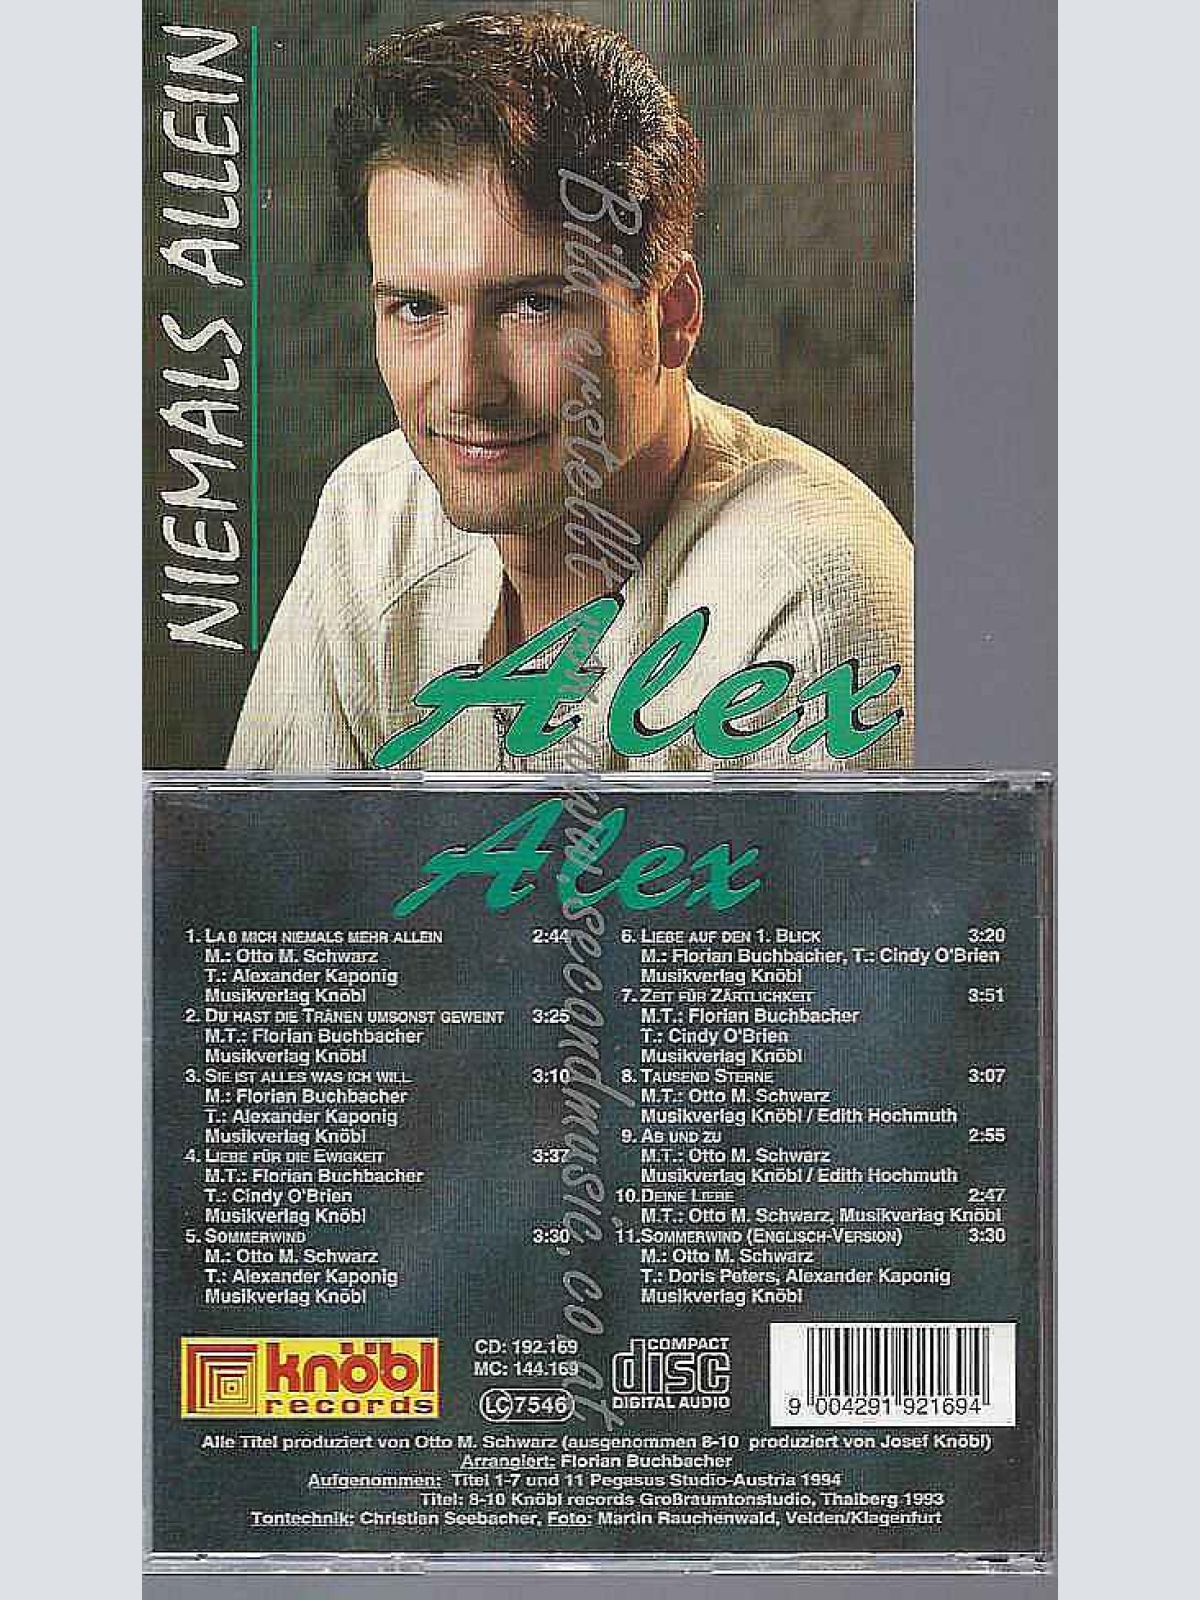 NIEMALS ALLEIN
Alex
Bild erstellt von www.secondmusic.co.at
Alex
1. LAß MICH NIEMALS MEHR ALLEIN 2:44
M.: Otto M. Schwarz
T.: Alexander Kaponig
Musikverlag Knöbl
2. DU HAST DIE TRÄNEN UMSONST GEWEINT 3:25
M.T.: Florian Buchbacher
Musikverlag Knöbl
3. SIE IST ALLES WAS ICH WILL 3:10
M.: Florian Buchbacher
T.: Alexander Kaponig
Musikverlag Knöbl
4. LIEBE FÜR DIE EWIGKEIT 3:37
M.T.: Florian Buchbacher
T.: Cindy O'Brien
Musikverlag Knöbl
5. SOMMERWIND 3:30
M.: Otto M. Schwarz
T.: Alexander Kaponig
Musikverlag Knöbl
6. LIEBE AUF DEN 1. BLICK 3:20
M.: Florian Buchbacher, T.: Cindy O'Brien
Musikverlag Knöbl
7. ZEIT FÜR ZÄRTLICHKEIT 3:51
M.T.: Florian Buchbacher
T.: Cindy O'Brien
Musikverlag Knöbl
8. TAUSEND STERNE 3:07
M.T.: Otto M. Schwarz
Musikverlag Knöbl / Edith Hochmuth
9. AB UND ZU 2:55
M.T.: Otto M. Schwarz
Musikverlag Knöbl / Edith Hochmuth
10. DEINE LIEBE 2:47
M.T.: Otto M. Schwarz, Musikverlag Knöbl
11. SOMMERWIND (ENGLISCH-VERSION) 3:30
M.: Otto M. Schwarz
T.: Doris Peters, Alexander Kaponig
Musikverlag Knöbl
knöbl
records
CD: 192.169
MC: 144.169
LC 7546
COMPACT
disc
DIGITAL AUDIO
9 004291 921694
Alle Titel produziert von Otto M. Schwarz (ausgenommen 8-10 produziert von Josef Knöbl)
Arrangiert: Florian Buchbacher
Aufgenommen: Titel 1-7 und 11 Pegasus Studio-Austria 1994
Titel: 8-10 Knöbl records Großraumtonstudio, Thalberg 1993
Tontechnik: Christian Seebacher, Foto: Martin Rauchenwald, Velden/Klagenfurt